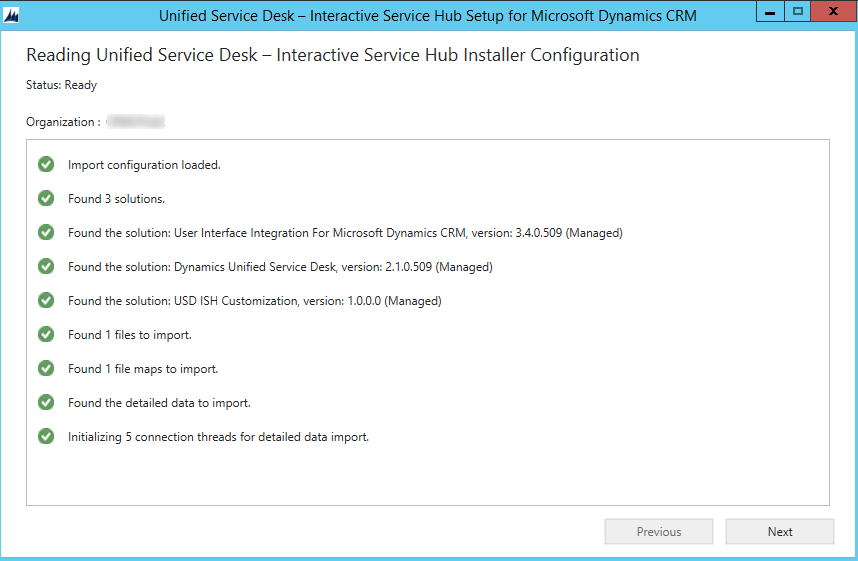 Unified Service Desk – Interactive Service Hub Setup for Microsoft Dynamics CRM
Reading Unified Service Desk – Interactive Service Hub Installer Configuration
Status: Ready
Organization :
Import configuration loaded.
Found 3 solutions.
Found the solution: User Interface Integration For Microsoft Dynamics CRM, version: 3.4.0.509 (Managed)
Found the solution: Dynamics Unified Service Desk, version: 2.1.0.509 (Managed)
Found the solution: USD ISH Customization, version: 1.0.0.0 (Managed)
Found 1 files to import.
Found 1 file maps to import.
Found the detailed data to import.
Initializing 5 connection threads for detailed data import.
Previous
Next